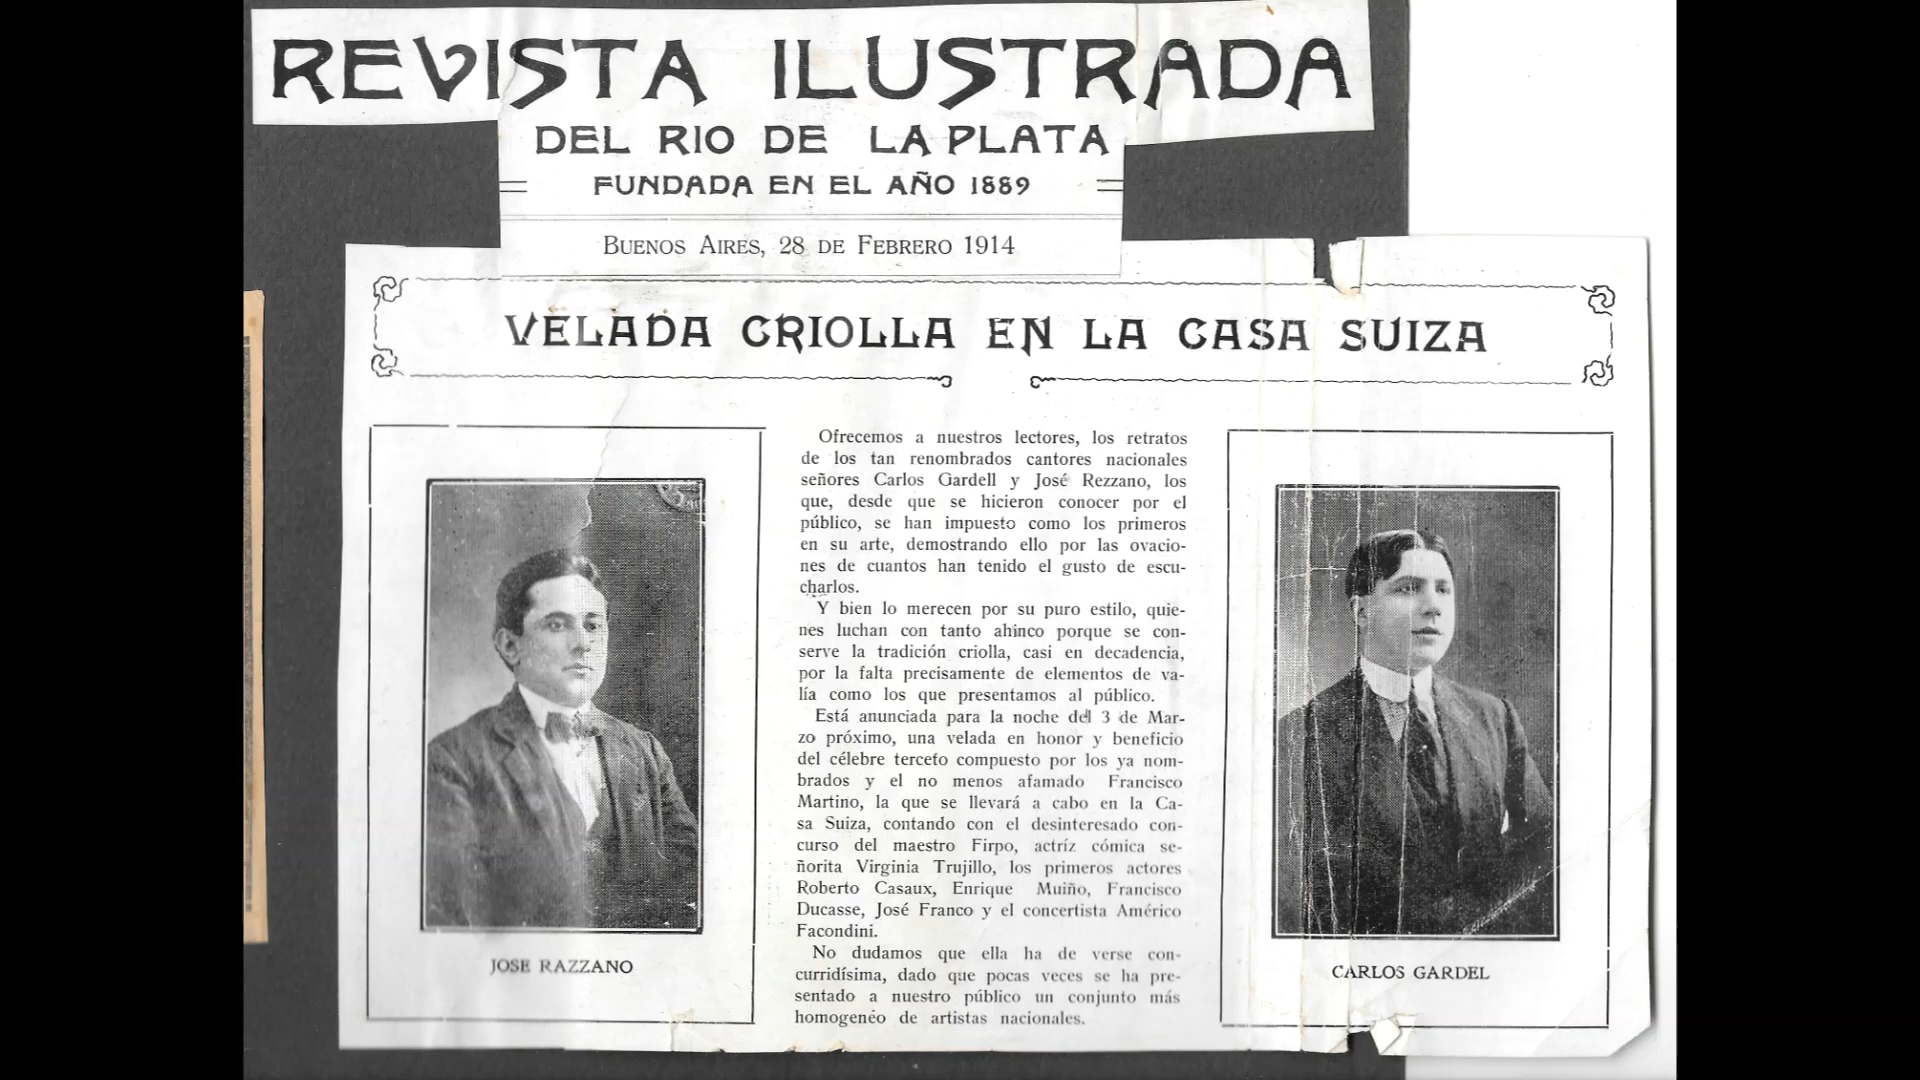 REVISTA ILUSTRADA
DEL RIO DE LA PLATA
FUNDADA EN EL AÑO 1889
BUENOS AIRES, 28 DE FEBRERO 1914
VELADA CRIOLLA EN LA CASA SUIZA
JOSE RAZZANO
Ofrecemos a nuestros lectores, los retratos
de los tan renombrados cantores nacionales
señores Carlos Gardell y José Rezzano, los
que, desde que se hicieron conocer por el
público, se han impuesto como los primeros
en su arte, demostrando ello por las ovacio-
nes de cuantos han tenido el gusto de escu-
charlos.
Y bien lo merecen por su puro estilo, quie-
nes luchan con tanto ahinco porque se con-
serve la tradición criolla, casi en decadencia,
por la falta precisamente de elementos de va-
lía como los que presentamos al público.
Está anunciada para la noche del 3 de Mar-
zo próximo, una velada en honor y beneficio
del célebre terceto compuesto por los ya nom-
brados y el no menos afamado Francisco
Martino, la que se llevará a cabo en la Ca-
sa Suiza, contando con el desinteresado con-
curso del maestro Firpo, actríz cómica se-
ñorita Virginia Trujillo, los primeros actores
Roberto Casaux, Enrique Muiño, Francisco
Ducasse, José Franco y el concertista Américo
Facondini.
No dudamos que ella ha de verse con-
curridísima, dado que pocas veces se ha pre-
sentado a nuestro público un conjunto más
homogenéo de artistas nacionales.
CARLOS GARDEL